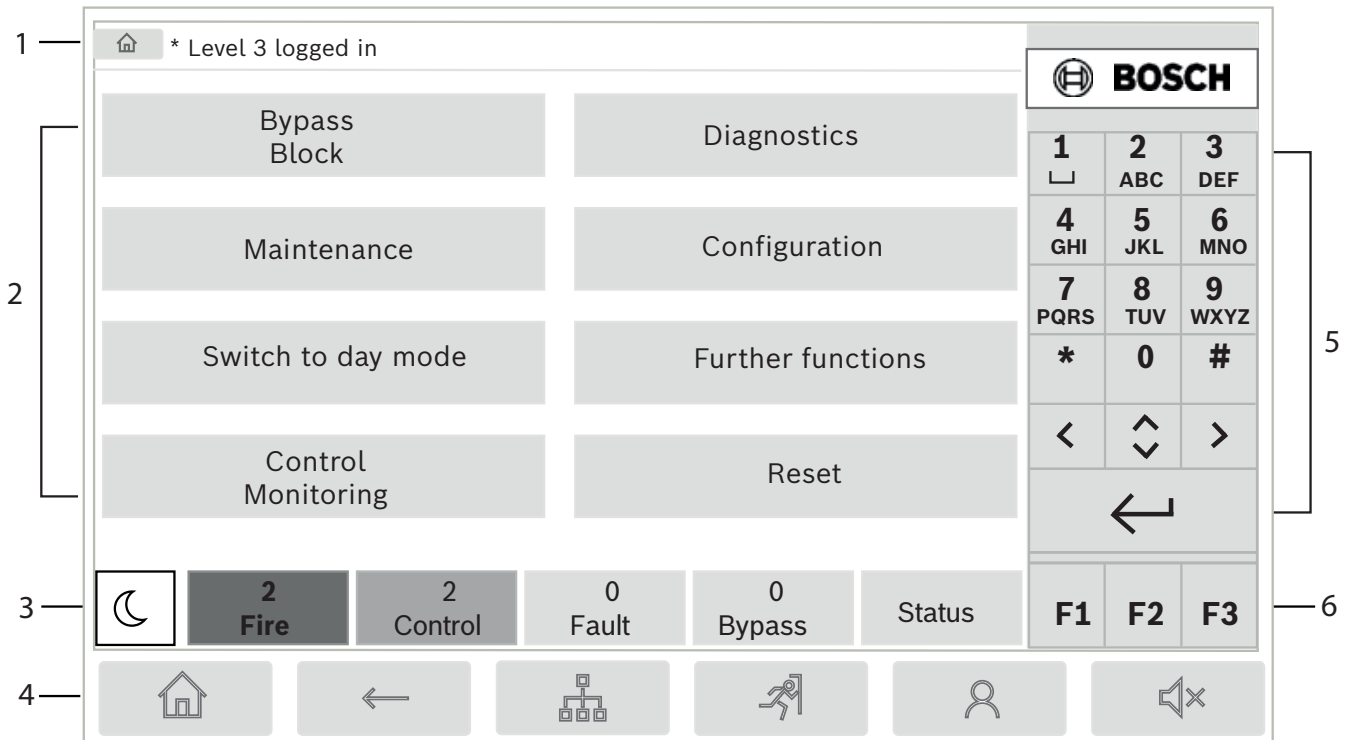 1
* Level 3 logged in
BOSCH
2
Bypass
Block
Diagnostics
Maintenance
Configuration
Switch to day mode
Further functions
Control
Monitoring
Reset
1
2
ABC
3
DEF
4
GHI
5
JKL
6
MNO
7
PQRS
8
TUV
9
WXYZ
*
0
#
5
3
2
Fire
2
Control
0
Fault
0
Bypass
Status
F1
F2
F3
6
4